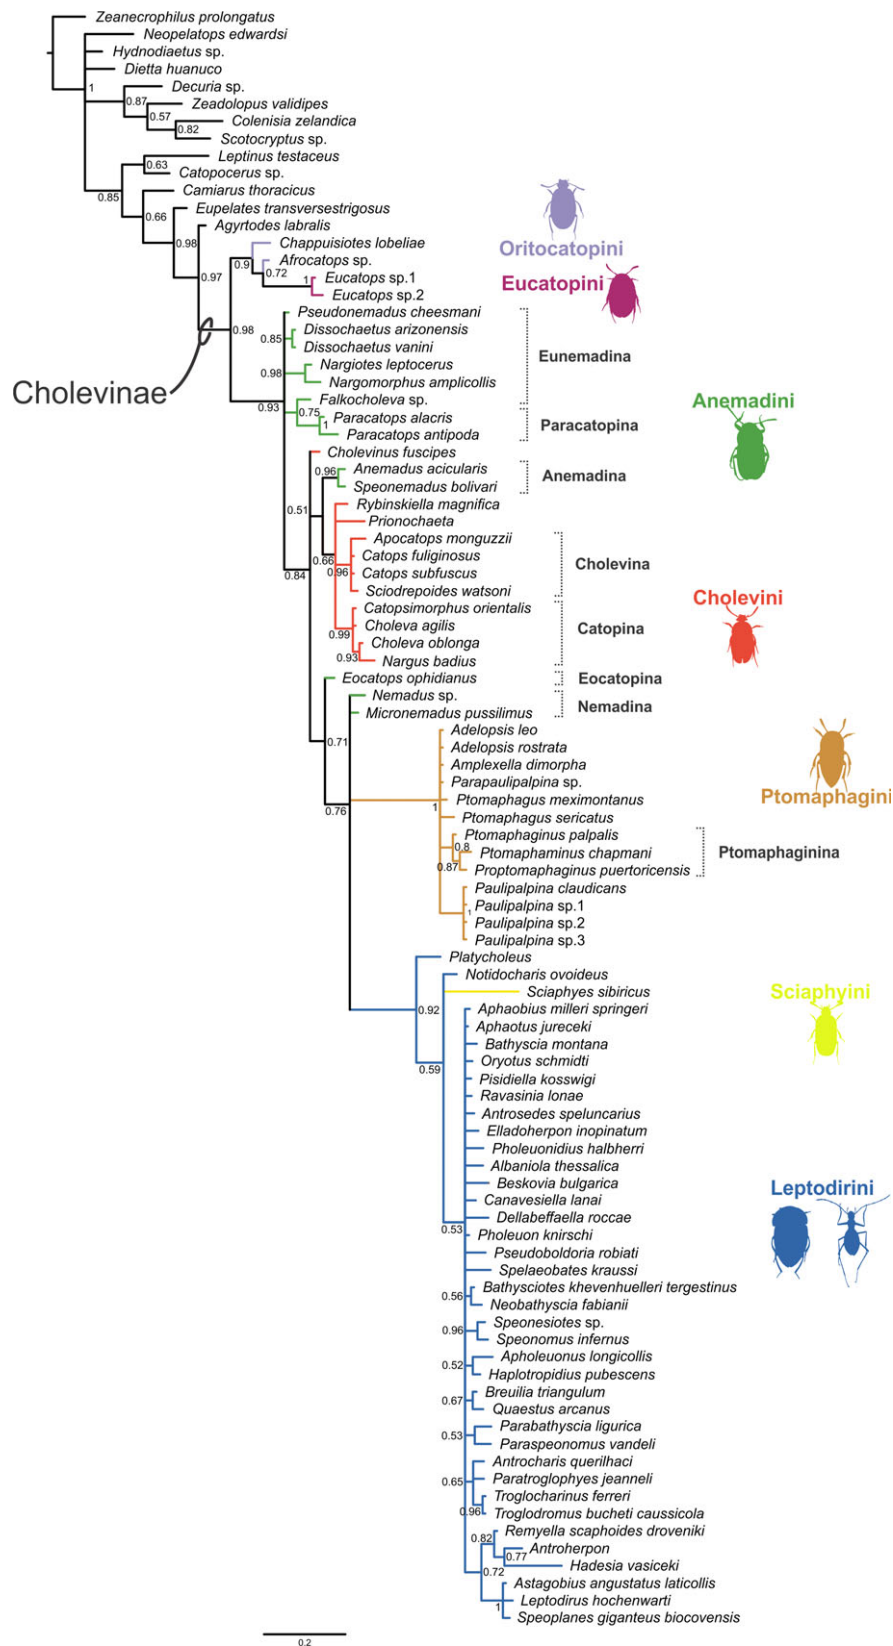 Zeanecrophilus prolongatus
Neopelatops edwardsi
Hydnodiaetus sp.
Dietta huanuco
1
Decuria sp.
0.87
Zeadolopus validipes
0.57
Colenisia zelandica
0.82
Scotocryptus sp.
Leptinus testaceus
0.63
Catopocerus sp.
0.85
Camiarus thoracicus
0.66
Eupelates transversestrigosus
Agyrtodes labralis
0.98
Chappuisiotes lobeliae
Oritocatopini
0.9
Afrocatops sp.
0.97
0.72
Eucatops sp.1
1
Eucatopini
Eucatops sp.2
Pseudonemadus cheesmani
0.98
Dissochaetus arizonensis
0.85
Dissochaetus vanini
Eunemadina
Nargiotes leptocerus
0.98
Nargomorphus amplicollis
Cholevinae
Falkocholeva sp.
Anemadini
0.93
0.75
Paracatops alacris
1
Paracatopina
Paracatops antipoda
Cholevinus fuscipes
Anemadus acicularis
0.96
Anemadina
Speonemadus bolivari
Rybinskiella magnifica
0.51
Prionochaeta
Apocatops monguzzii
Catops fuliginosus
0.66
Cholevina
Catops subfuscus
0.96
0.84
Sciodrepoides watsoni
Cholevini
Catopsimorphus orientalis
Choleva agilis
Catopina
0.99
Choleva oblonga
0.93
Nargus badius
Eocatops ophidianus
Eocatopina
Nemadus sp.
Nemadina
Micronemadus pussilimus
Adelopsis leo
0.71
Adelopsis rostrata
Amplexella dimorpha
Parapaulipalpina sp.
Ptomaphagus meximontanus
Ptomaphagini
1
0.76
Ptomaphagus sericatus
Ptomaphaginus palpalis
0.8
Ptomaphaminus chapmani
Ptomaphaginina
0.87
Proptomaphaginus puertoricensis
Paulipalpina claudicans
Paulipalpina sp.1
1
Paulipalpina sp.2
Paulipalpina sp.3
Platycholeus
Notidocharis ovoideus
Sciaphyes sibiricus
Sciaphyini
0.92
Aphaobius milleri springeri
Aphaotus jureceki
Bathyscia montana
Oryotus schmidti
0.59
Pisidiella kosswigi
Ravasinia lonae
Antrosedes speluncarius
Elladoherpon inopinatum
Pholeuonidius halbherri
Albaniola thessalica
Beskovia bulgarica
Leptodirini
Canavesiella lanai
Dellabeffaella roccae
0.53
Pholeuon knirschi
Pseudoboldoria robiati
Spelaeobates kraussi
Bathysciotes khevenhuelleri tergestinus
0.56
Neobathyscia fabianii
Speonesiotes sp.
0.96
Speonomus infernus
Apholeuonus longicollis
0.52
Haplotropidius pubescens
Breuilia triangulum
0.67
Quaestus arcanus
Parabathyscia ligurica
0.53
Paraspeonomus vandeli
Antrocharis querilhaci
0.65
Paratroglophyes jeanneli
Troglocharinus ferreri
0.96
Troglodromus bucheti caussicola
Remyella scaphoides droveniki
0.82
Antroherpon
0.77
Hadesia vasiceki
0.72
Astagobius angustatus laticollis
Leptodirus hochenwarti
1
Speoplanes giganteus biocovensis
0.2